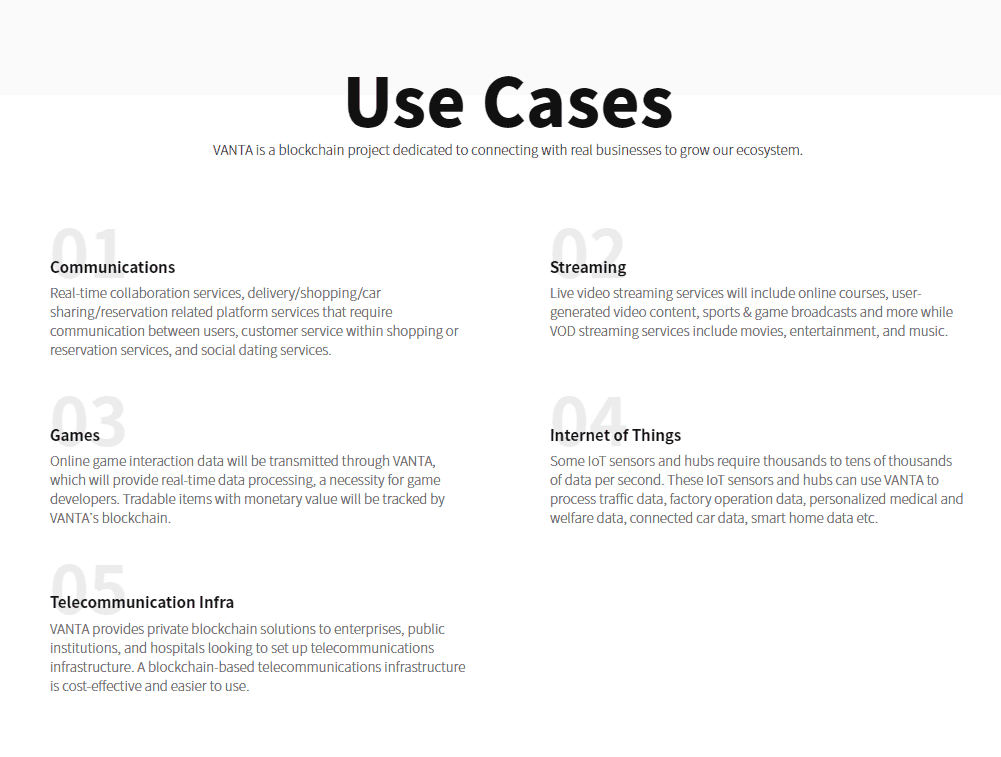 Use Cases
VANTA is a blockchain project dedicated to connecting with real businesses to grow our ecosystem.
01
Communications
Real-time collaboration services, delivery/shopping/car
sharing/reservation related platform services that require
communication between users, customer service within shopping or
reservation services, and social dating services.
02
Streaming
Live video streaming services will include online courses, user-
generated video content, sports & game broadcasts and more while
VOD streaming services include movies, entertainment, and music.
03
Games
Online game interaction data will be transmitted through VANTA,
which will provide real-time data processing, a necessity for game
developers. Tradable items with monetary value will be tracked by
VANTA's blockchain.
04
Internet of Things
Some IoT sensors and hubs require thousands to tens of thousands
of data per second. These IoT sensors and hubs can use VANTA to
process traffic data, factory operation data, personalized medical and
welfare data, connected car data, smart home data etc.
05
Telecommunication Infra
VANTA provides private blockchain solutions to enterprises, public
institutions, and hospitals looking to set up telecommunications
infrastructure. A blockchain-based telecommunications infrastructure
is cost-effective and easier to use.